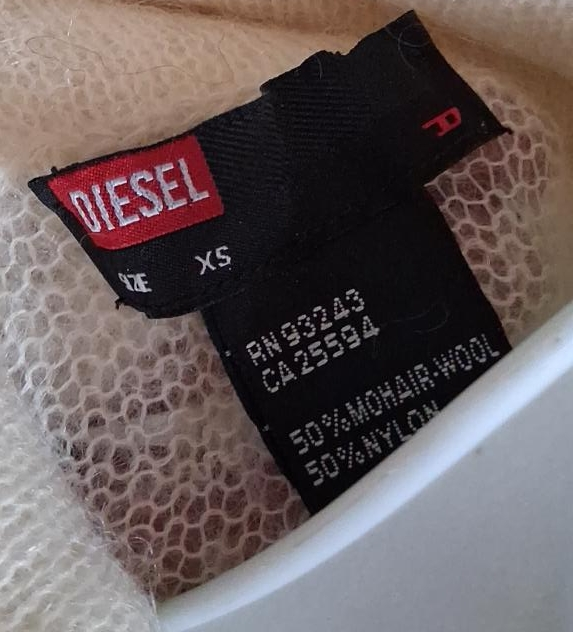 DIESEL
SIZE XS
RN 93243
CA 25594
50% MOHAIR-WOOL
50% NYLON